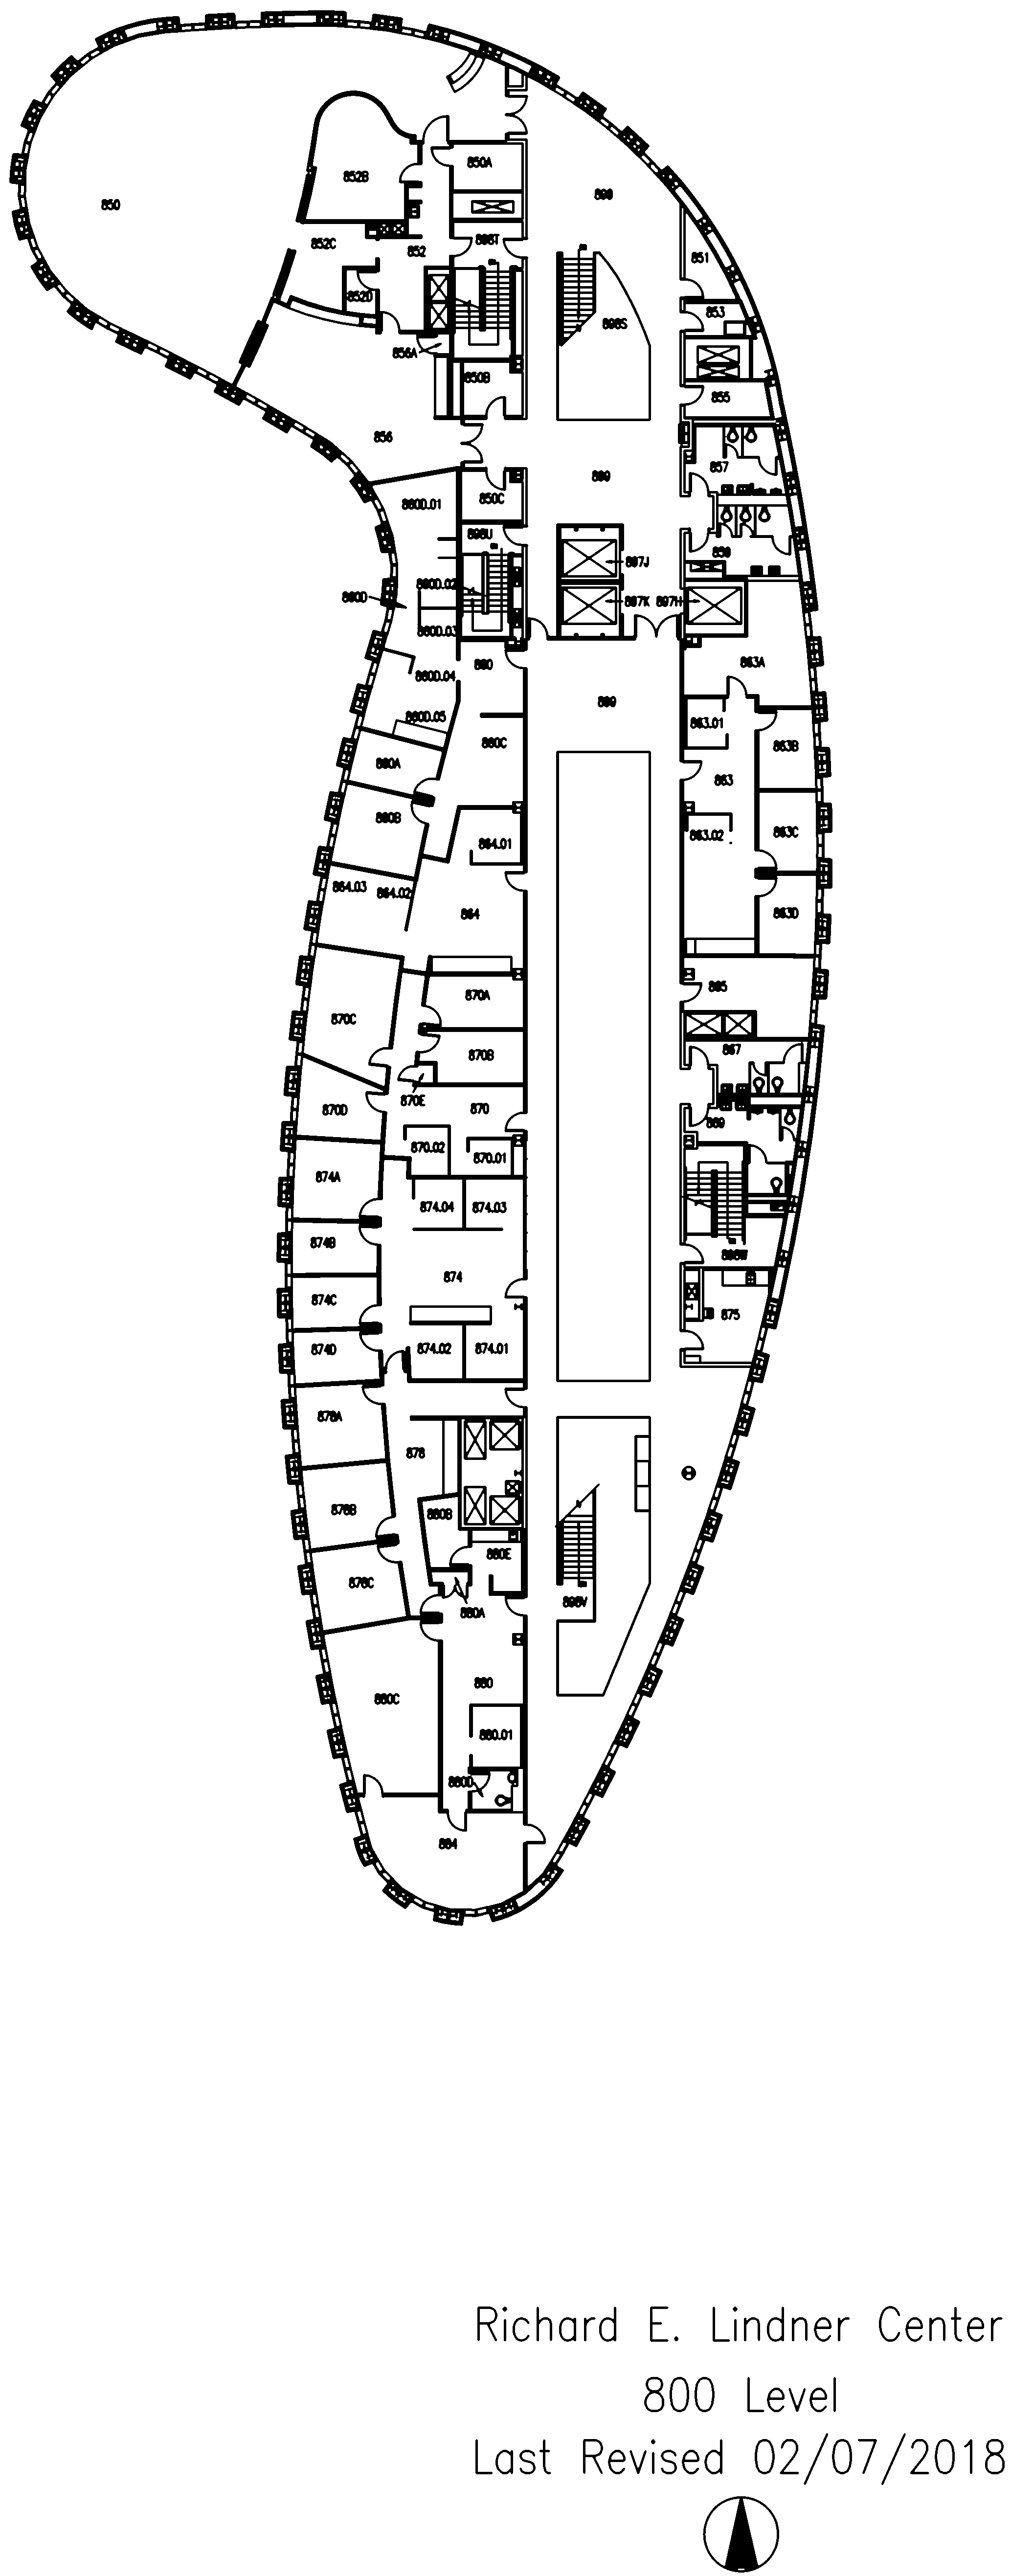 850A
852B
850
898
852C
852
898T
851
852D
853
898S
856A
850B
855
856
857
899
860D.01
850C
898U
859
897J
860D.02
860D
897K
897H
860D.03
860
863A
860D.04
899
860D.05
863.01
860C
863B
860A
863
860B
863C
864.01
863.02
864.03
864.02
864
863D
865
870A
870C
867
870B
870E
870
870D
869
870.02
870.01
874A
874.04
874.03
874B
898W
874
874C
875
874D
874.02
874.01
878A
878
878B
880B
880E
878C
898V
880A
880
880C
880.01
880D
884
Richard E. Lindner Center
800 Level
Last Revised 02/07/2018